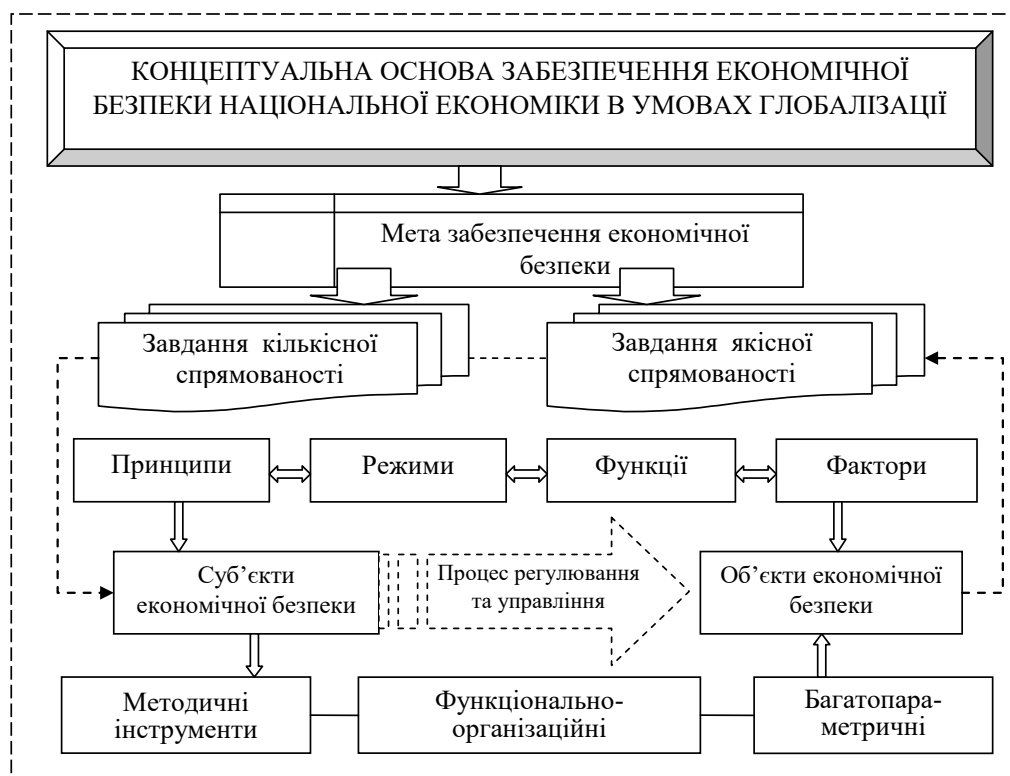 КОНЦЕПТУАЛЬНА ОСНОВА ЗАБЕЗПЕЧЕННЯ ЕКОНОМІЧНОЇ
БЕЗПЕКИ НАЦІОНАЛЬНОЇ ЕКОНОМІКИ В УМОВАХ ГЛОБАЛІЗАЦІЇ
Мета забезпечення економічної
безпеки
Завдання кількісної
спрямованості
Завдання якісної
спрямованості
Принципи
Режими
Функції
Фактори
Суб’єкти
економічної безпеки
Процес регулювання
та управління
Об’єкти економічної
безпеки
Методичні
інструменти
Функціонально-
організаційні
Багатопара-
метричні